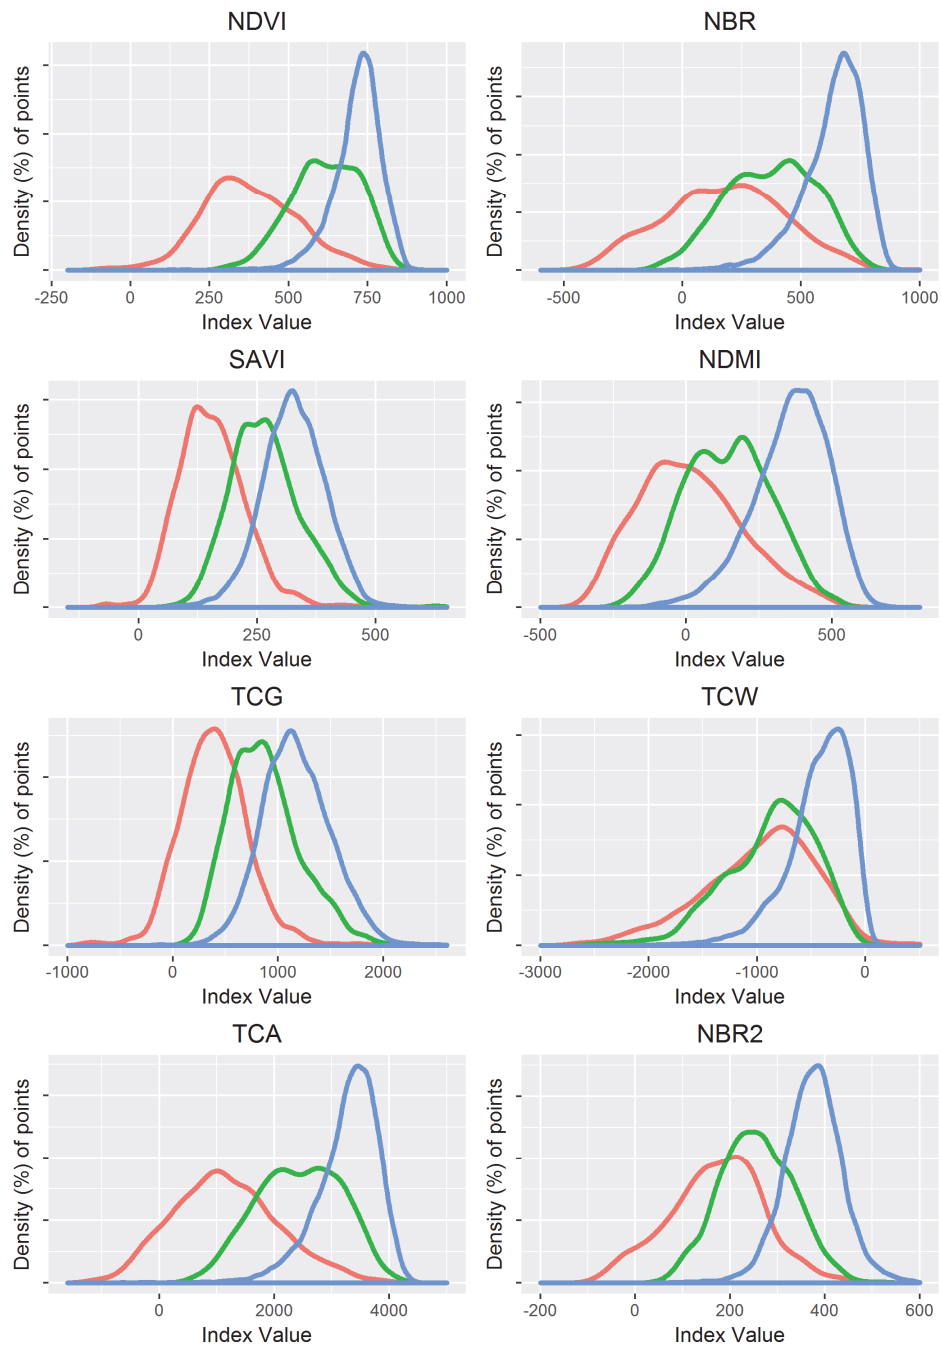 NDVI
NBR
Density (%) of points
Density (%) of points
-250 0 250 500 750 1000
-500 0 500 1000
Index Value
Index Value
SAVI
NDMI
Density (%) of points
Density (%) of points
0 250 500
-500 0 500
Index Value
Index Value
TCG
TCW
Density (%) of points
Density (%) of points
-1000 0 1000 2000
-3000 -2000 -1000 0
Index Value
Index Value
TCA
NBR2
Density (%) of points
Density (%) of points
0 2000 4000
-200 0 200 400 600
Index Value
Index Value